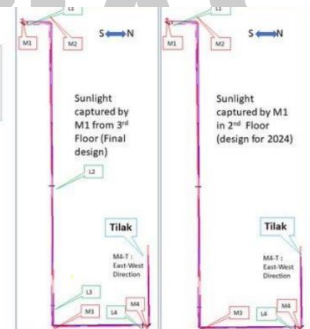 L1
M1
M2
S N
Sunlight
captured by
M1 from 3rd
Floor (Final
design)
L2
Tilak
M4-T :
East-West
Direction
L3
M3
L4
M4
L1
M1
M2
S N
Sunlight
captured by M1
in 2nd Floor
(design for 2024)
Tilak
M4-T :
East-West
Direction
M3
L4
M4